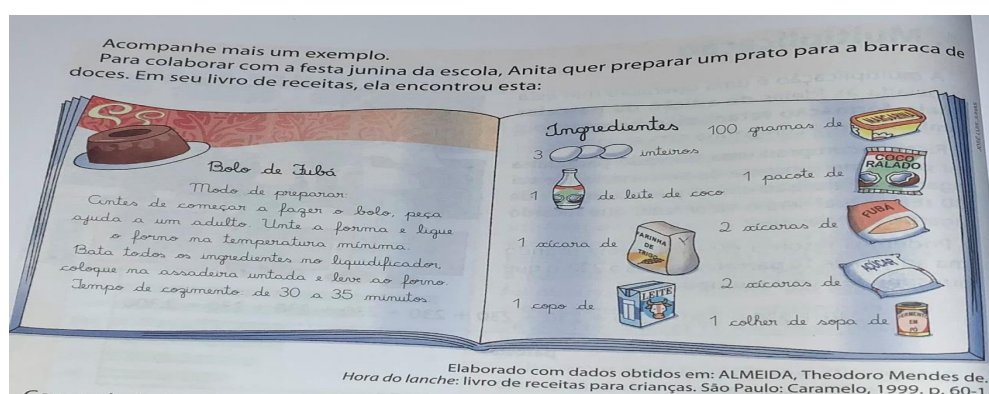 Acompanhe mais um exemplo.
Para colaborar com a festa junina da escola, Anita quer preparar um prato para a barraca de
doces. Em seu livro de receitas, ela encontrou esta:
Bolo de Fubá
Modo de preparar:
Antes de começar a fazer o bolo, peça
ajuda a um adulto. Unte a forma e ligue
o forno na temperatura mínima.
Bata todos os ingredientes no liquidificador,
coloque na assadeira untada e leve ao forno.
Tempo de cozimento: de 30 a 35 minutos.
Ingredientes
3 inteiros
1 de leite de coco
1 xícara de FARINHA DE TRIGO
1 copo de LEITE
100 gramas de MARGARINA
1 pacote de COCO RALADO
2 xícaras de FUBÁ
2 xícaras de AÇÚCAR
1 colher de sopa de FERMENTO EM PÓ
Elaborado com dados obtidos em: ALMEIDA, Theodoro Mendes de.
Hora do lanche: livro de receitas para crianças. São Paulo: Caramelo, 1999. p. 60-1